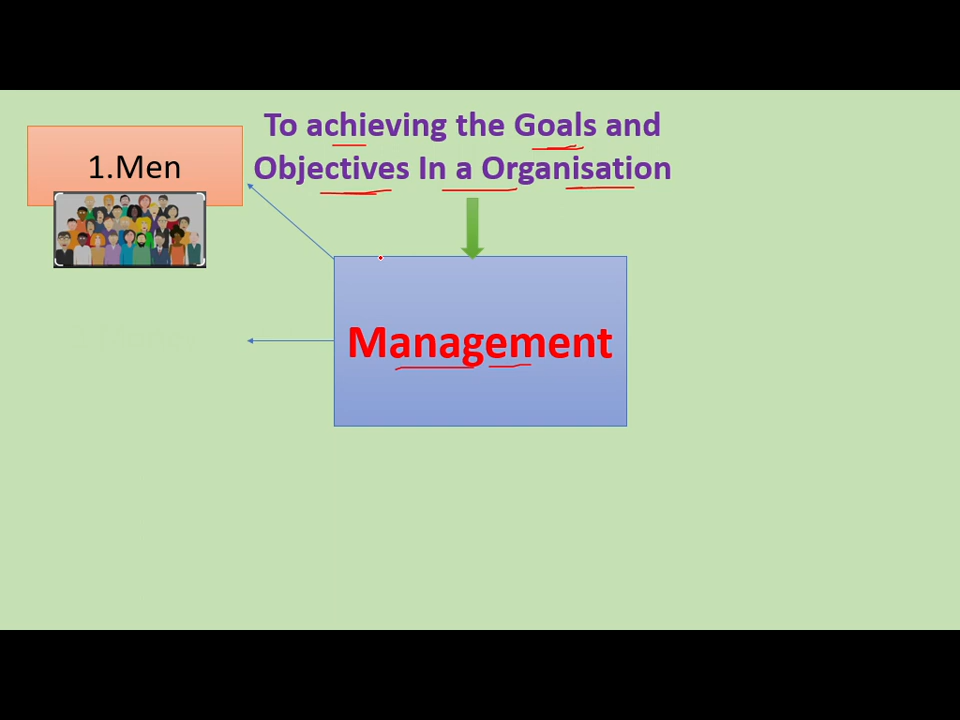 To achieving the Goals and
Objectives In a Organisation
1.Men
Management